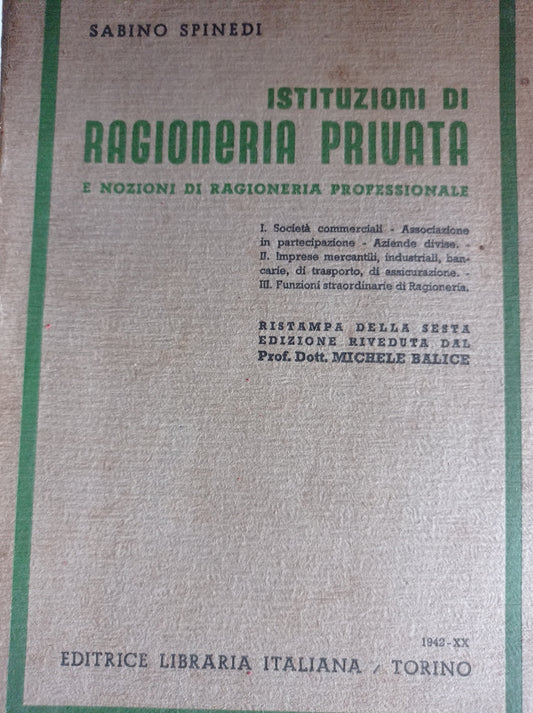 SABINO SPINEDI
ISTITUZIONI DI
RAGIONERIA PRIVATA
E NOZIONI DI RAGIONERIA PROFESSIONALE
I. Società commerciali - Associazione
in partecipazione - Aziende divise. -
II. Imprese mercantili, industriali, ban-
carie, di trasporto, di assicurazione. -
III. Funzioni straordinarie di Ragioneria.
RISTAMPA DELLA SESTA
EDIZIONE RIVEDUTA DAL
Prof. Dott. MICHELE BALICE
1942-XX
EDITRICE LIBRARIA ITALIANA / TORINO